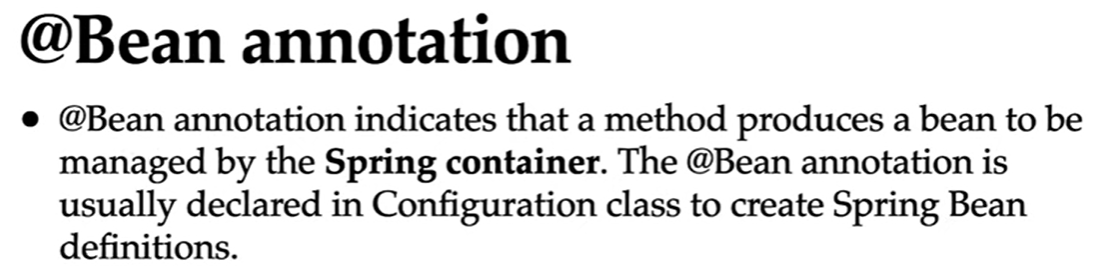 @Bean annotation
• @Bean annotation indicates that a method produces a bean to be
managed by the Spring container. The @Bean annotation is
usually declared in Configuration class to create Spring Bean
definitions.